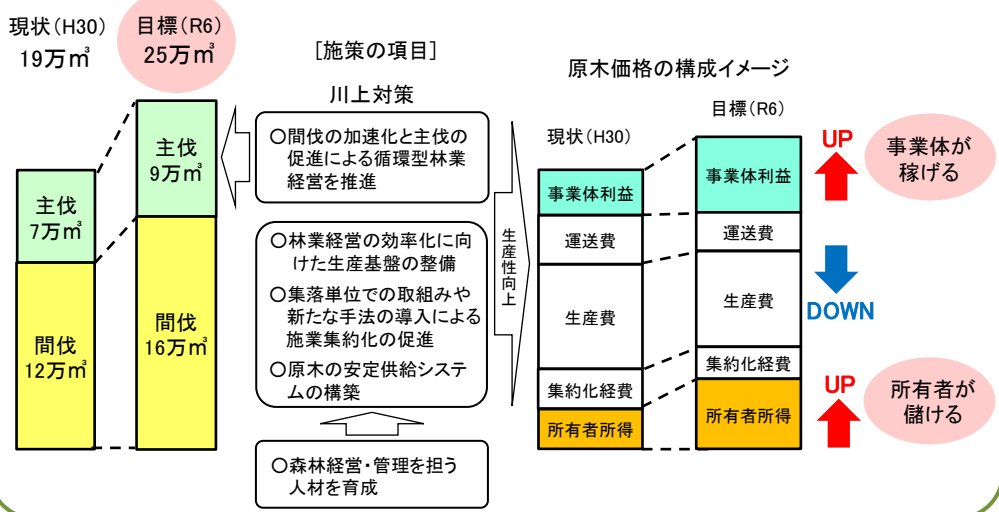 現状(H30)
19万㎥
目標(R6)
25万㎥
主伐
7万㎥
間伐
12万㎥
主伐
9万㎥
間伐
16万㎥
[施策の項目]
川上対策
○間伐の加速化と主伐の
促進による循環型林業
経営を推進
○林業経営の効率化に向
けた生産基盤の整備
○集落単位での取組みや
新たな手法の導入による
施業集約化の促進
○原木の安定供給システ
ムの構築
○森林経営・管理を担う
人材を育成
生産性向上
原木価格の構成イメージ
現状(H30)
事業体利益
運送費
生産費
集約化経費
所有者所得
目標(R6)
事業体利益
運送費
生産費
集約化経費
所有者所得
UP
事業体が
稼げる
DOWN
UP
所有者が
儲ける